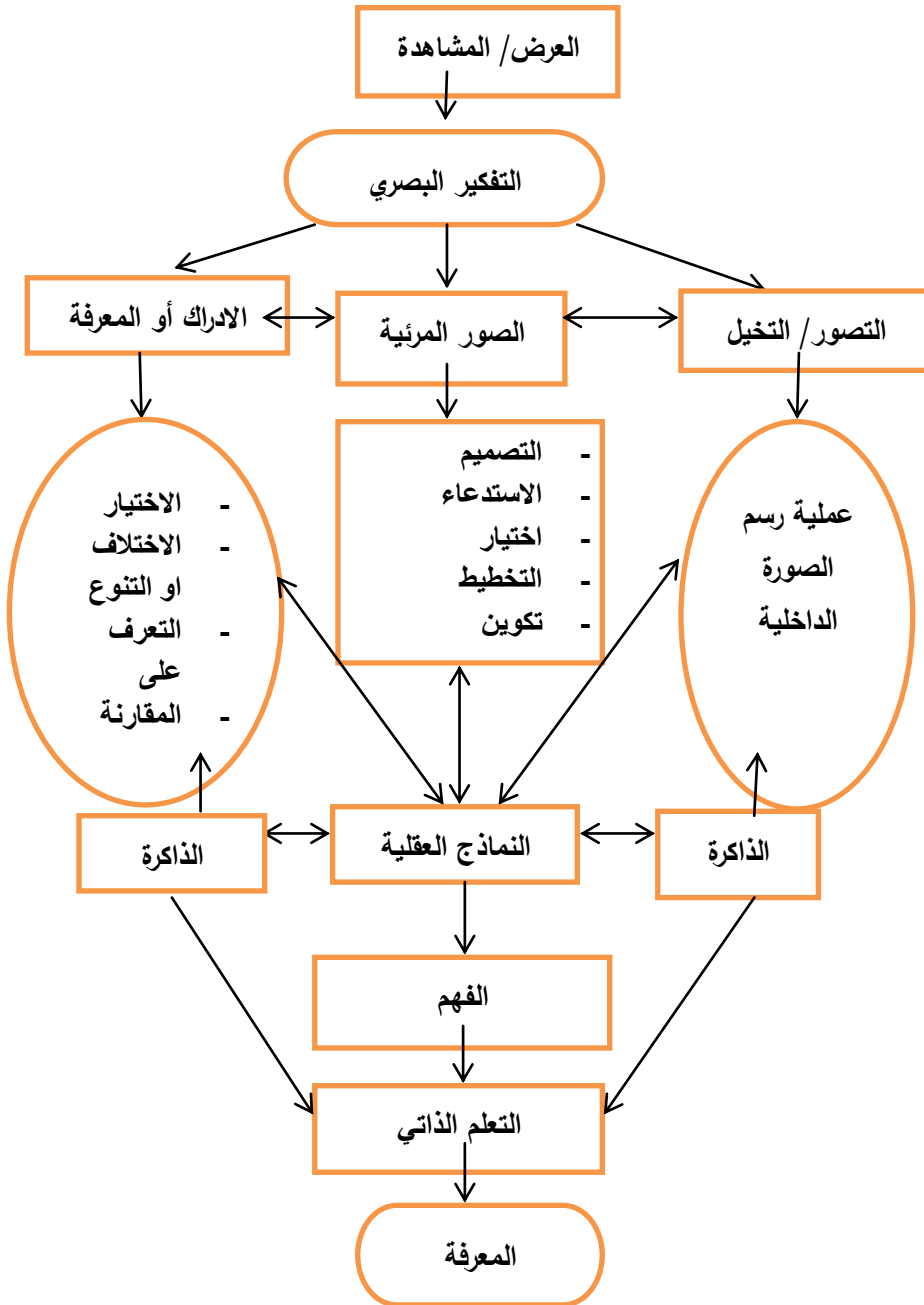 العرض/ المشاهدة
التفكير البصري
التصور/ التخيل
الصور المرئية
الادراك أو المعرفة
عملية رسم
الصورة
الداخلية
- التصميم
- الاستدعاء
- اختيار
- التخطيط
- تكوين
- الاختيار
- الاختلاف
او التنوع
- التعرف
على
- المقارنة
الذاكرة
النماذج العقلية
الذاكرة
الفهم
التعلم الذاتي
المعرفة